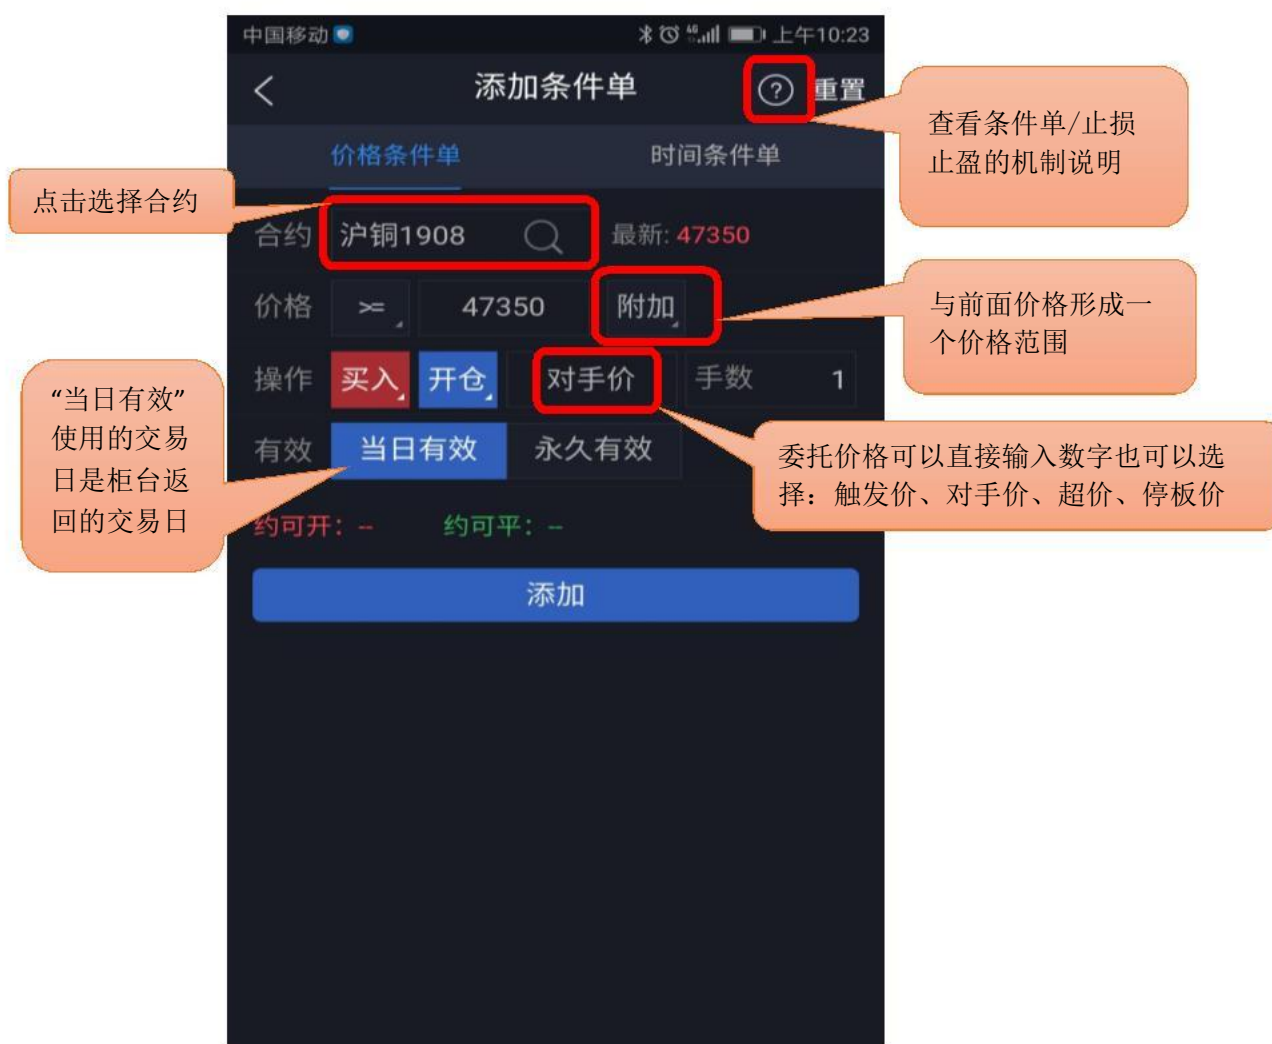 中国移动 46 上午10:23
添加条件单 ? 重置
价格条件单 时间条件单
合约 沪铜1908 最新: 47350
价格 >= 47350 附加
操作 买入 开仓 对手价 手数 1
有效 当日有效 永久有效
约可开: -- 约可平: --
添加
点击选择合约
“当日有效”
使用的交易
日是柜台返
回的交易日
查看条件单/止损
止盈的机制说明
与前面价格形成一
个价格范围
委托价格可以直接输入数字也可以选
择：触发价、对手价、超价、停板价